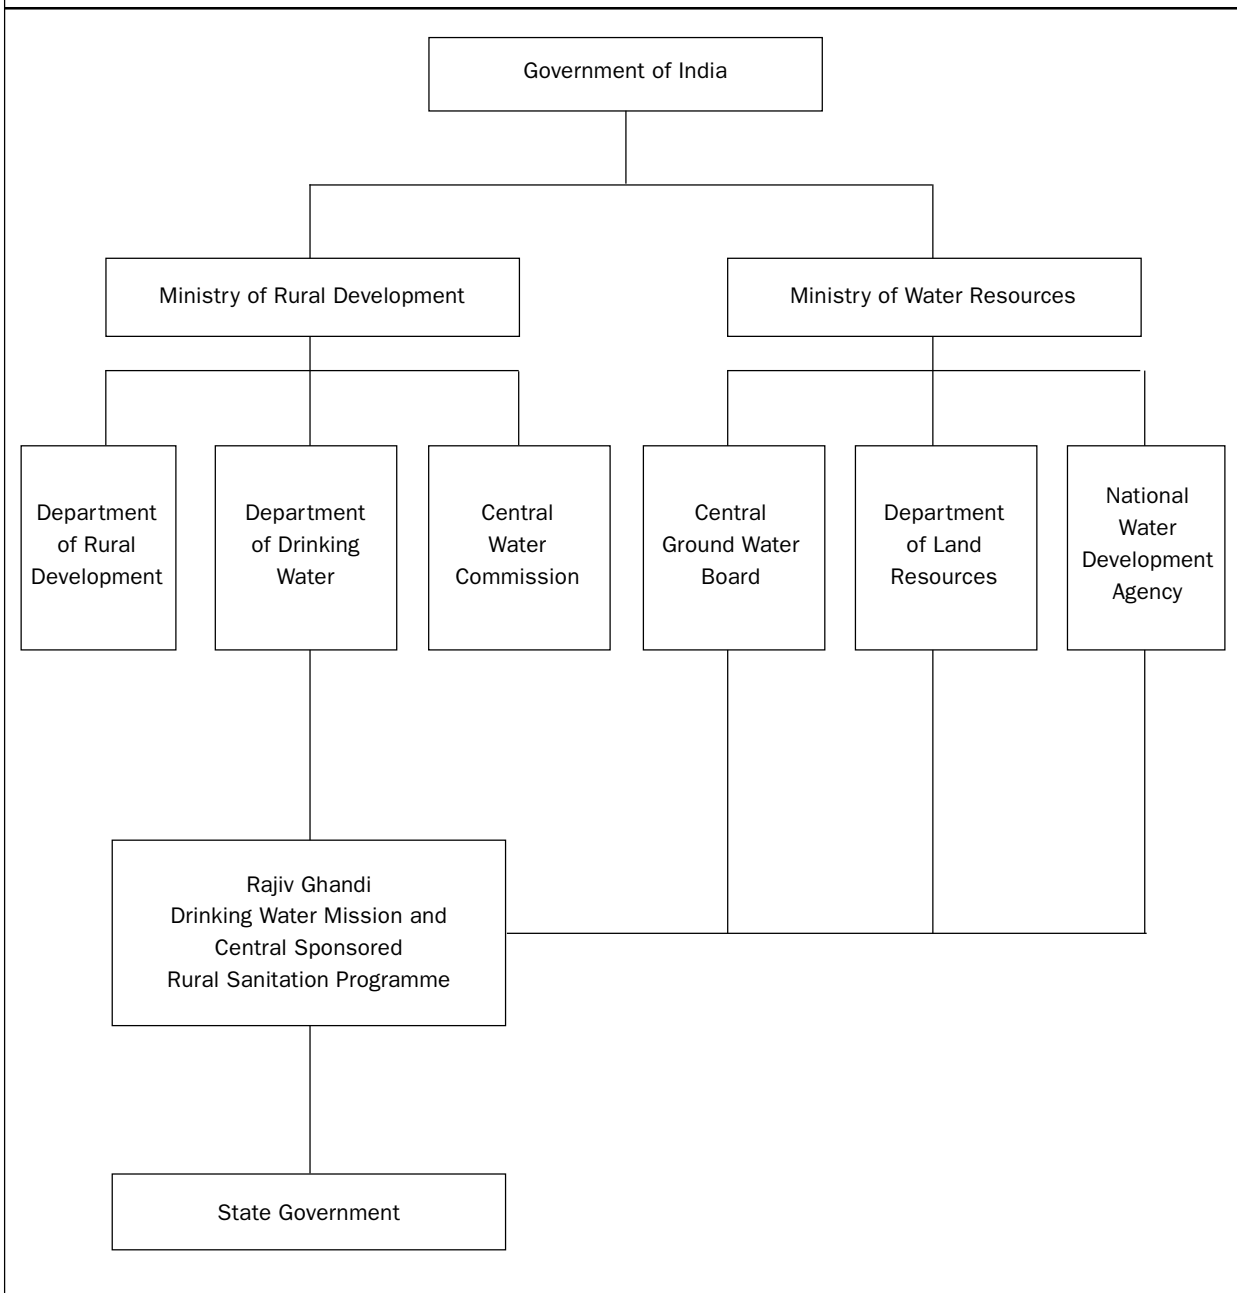 Government of India
Ministry of Rural Development
Ministry of Water Resources
Department
of Rural
Development
Department
of Drinking
Water
Central
Water
Commission
Central
Ground Water
Board
Department
of Land
Resources
National
Water
Development
Agency
Rajiv Ghandi
Drinking Water Mission and
Central Sponsored
Rural Sanitation Programme
State Government